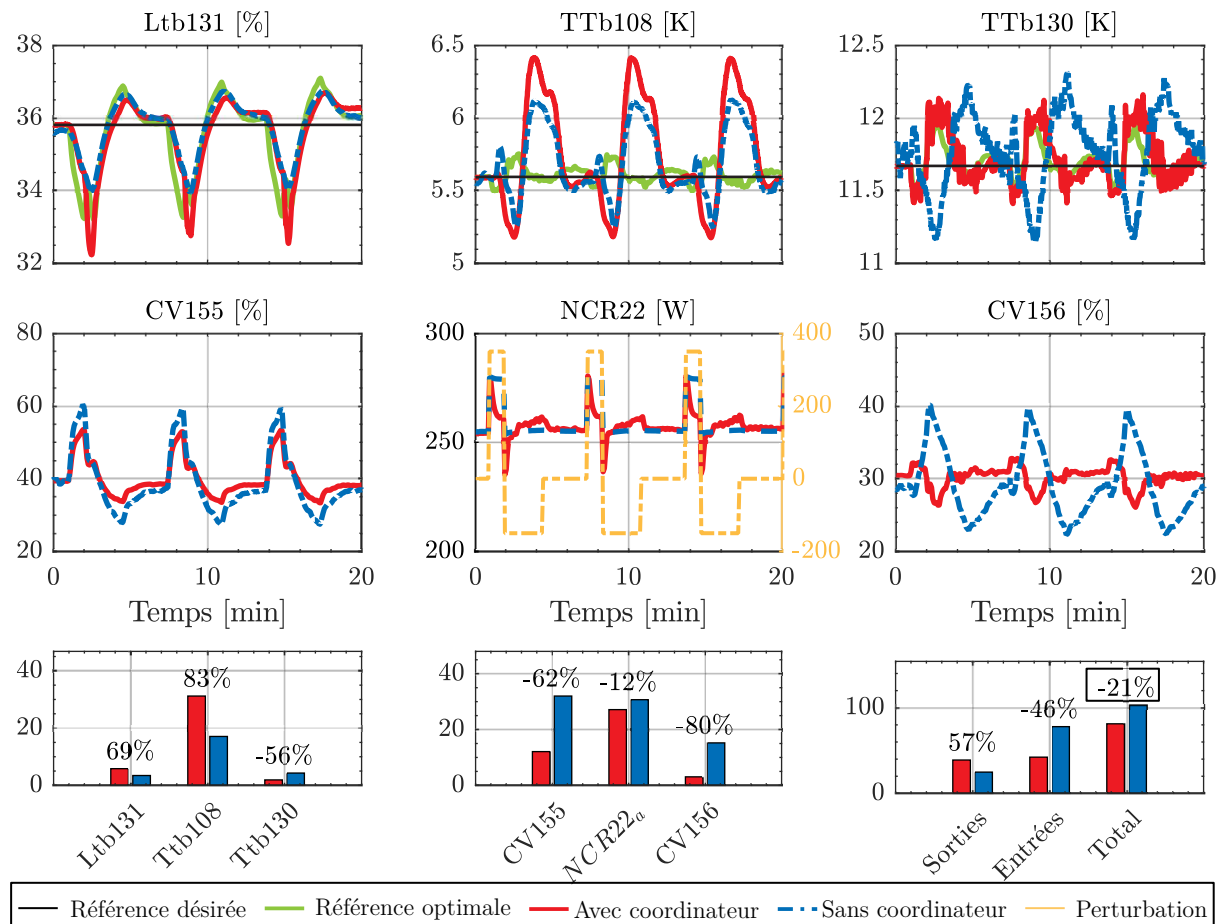 Ltb131 [%]
TTb108 [K]
TTb130 [K]
38
36
34
32
6.5
6
5.5
5
12.5
12
11.5
11
CV155 [%]
NCR22 [W]
CV156 [%]
80
60
40
20
300
250
200
400
200
0
-200
50
40
30
20
0 10 20
0 10 20
0 10 20
Temps [min]
Temps [min]
Temps [min]
40
20
0
69%
83%
-56%
Ltb131
Ttb108
Ttb130
40
20
0
-62%
-12%
-80%
CV155
NCR22a
CV156
100
0
57%
-46%
-21%
Sorties
Entrées
Total
Référence désirée
Référence optimale
Avec coordinateur
Sans coordinateur
Perturbation